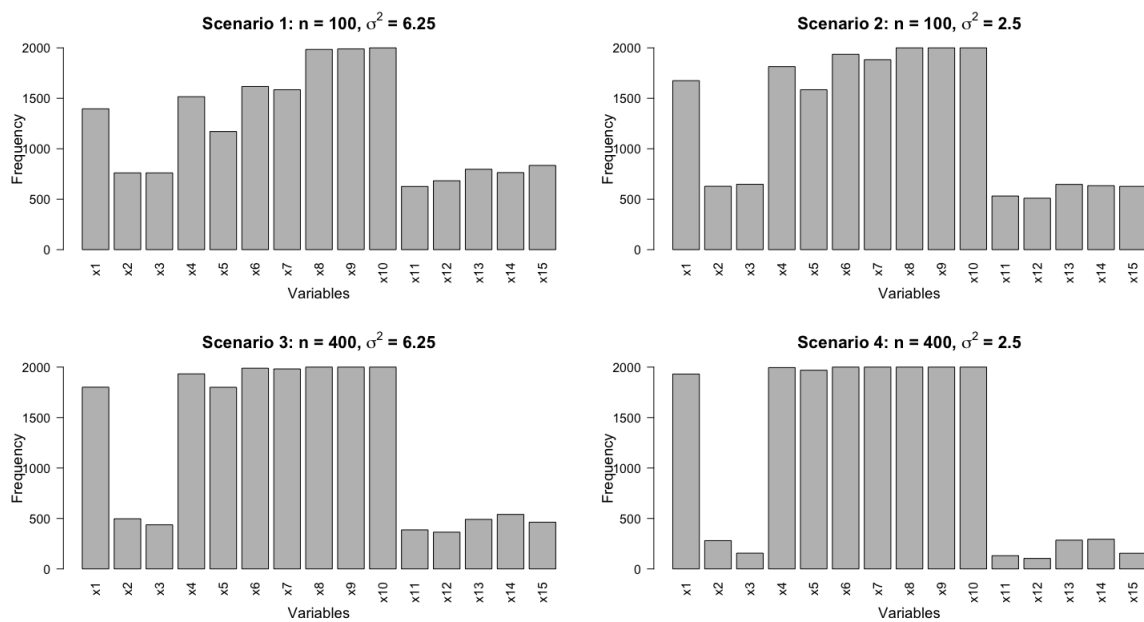 Scenario 1: n = 100, σ² = 6.25
Frequency
2000
1500
1000
500
0
x1 x2 x3 x4 x5 x6 x7 x8 x9 x10 x11 x12 x13 x14 x15
Variables
Scenario 2: n = 100, σ² = 2.5
Frequency
2000
1500
1000
500
0
x1 x2 x3 x4 x5 x6 x7 x8 x9 x10 x11 x12 x13 x14 x15
Variables
Scenario 3: n = 400, σ² = 6.25
Frequency
2000
1500
1000
500
0
x1 x2 x3 x4 x5 x6 x7 x8 x9 x10 x11 x12 x13 x14 x15
Variables
Scenario 4: n = 400, σ² = 2.5
Frequency
2000
1500
1000
500
0
x1 x2 x3 x4 x5 x6 x7 x8 x9 x10 x11 x12 x13 x14 x15
Variables